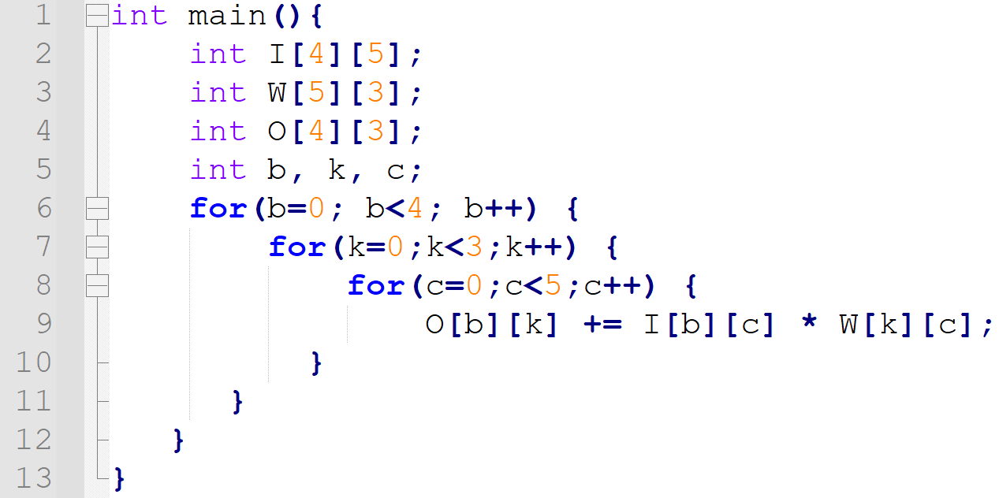 1 int main(){
2 int I[4][5];
3 int W[5][3];
4 int O[4][3];
5 int b, k, c;
6 for(b=0; b<4; b++) {
7 for(k=0;k<3;k++) {
8 for(c=0;c<5;c++) {
9 O[b][k] += I[b][c] * W[k][c];
10 }
11 }
12 }
13 }